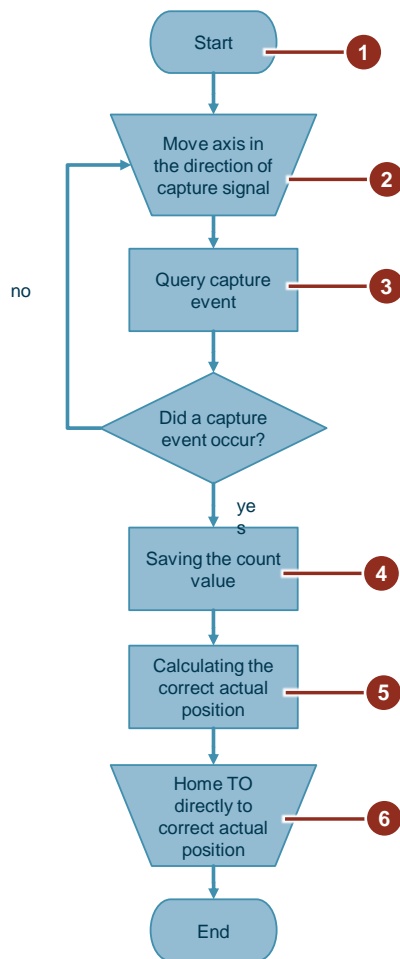 Start
1
Move axis in
the direction of
capture signal
2
Query capture
event
3
no
Did a capture
event occur?
ye
s
Saving the count
value
4
Calculating the
correct actual
position
5
Home TO
directly to
correct actual
position
6
End